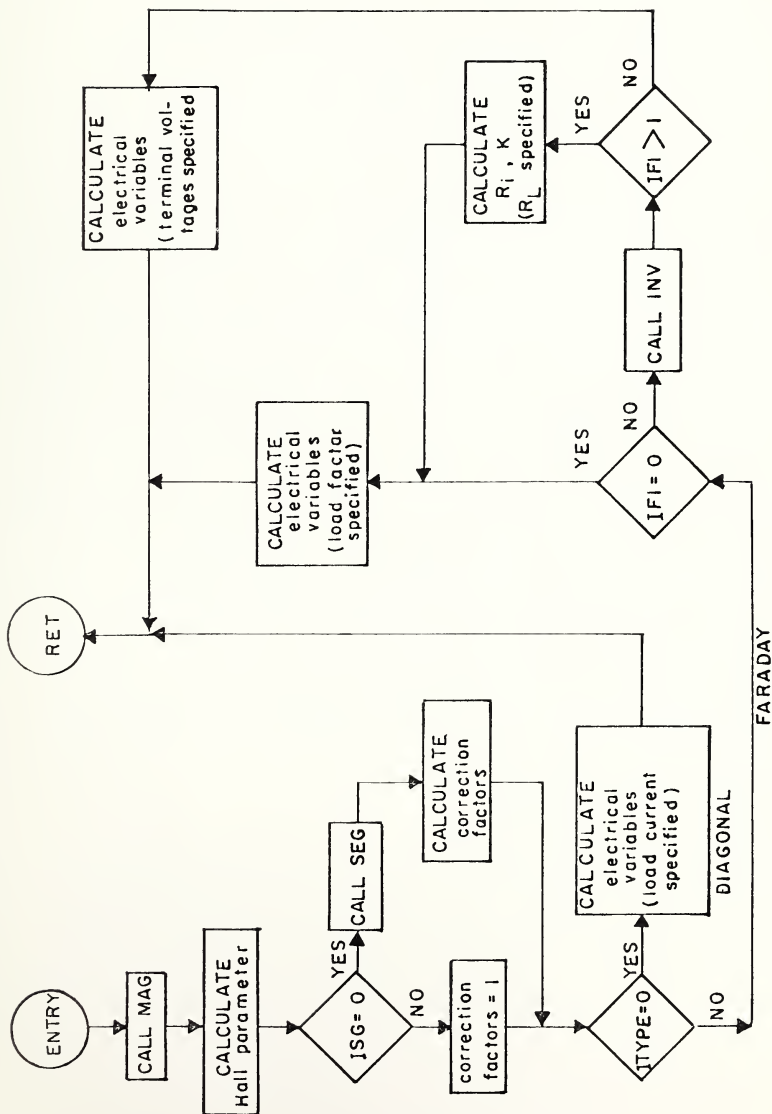 ENTRY
CALL MAG
CALCULATE
Hall parameter
ISG = 0
YES
CALL SEG
CALCULATE
correction
factors
NO
correction
factors = 1
ITYPE=0
YES
CALCULATE
electrical
variables
(load current
specified)
DIAGONAL
NO
FARADAY
RET
IFI = 0
YES
CALCULATE
electrical
variables
(load factar
specified)
NO
CALL INV
IFI > 1
YES
CALCULATE
Ri , K
(RL specified)
NO
CALCULATE
electrical
variables
(terminal vol-
tages specified